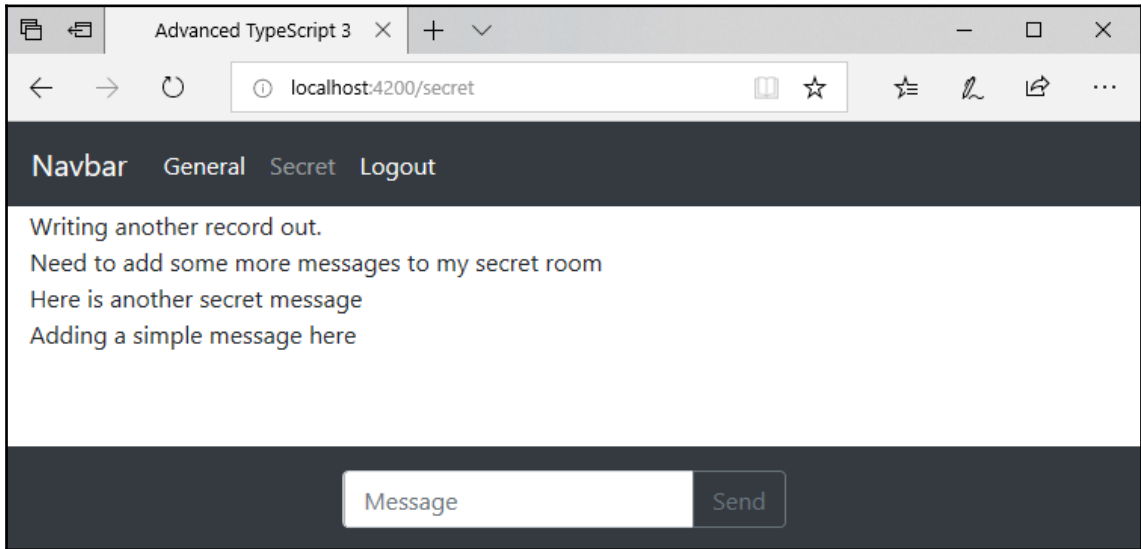 Advanced TypeScript 3
localhost:4200/secret
Navbar General Secret Logout
Writing another record out.
Need to add some more messages to my secret room
Here is another secret message
Adding a simple message here
Message Send